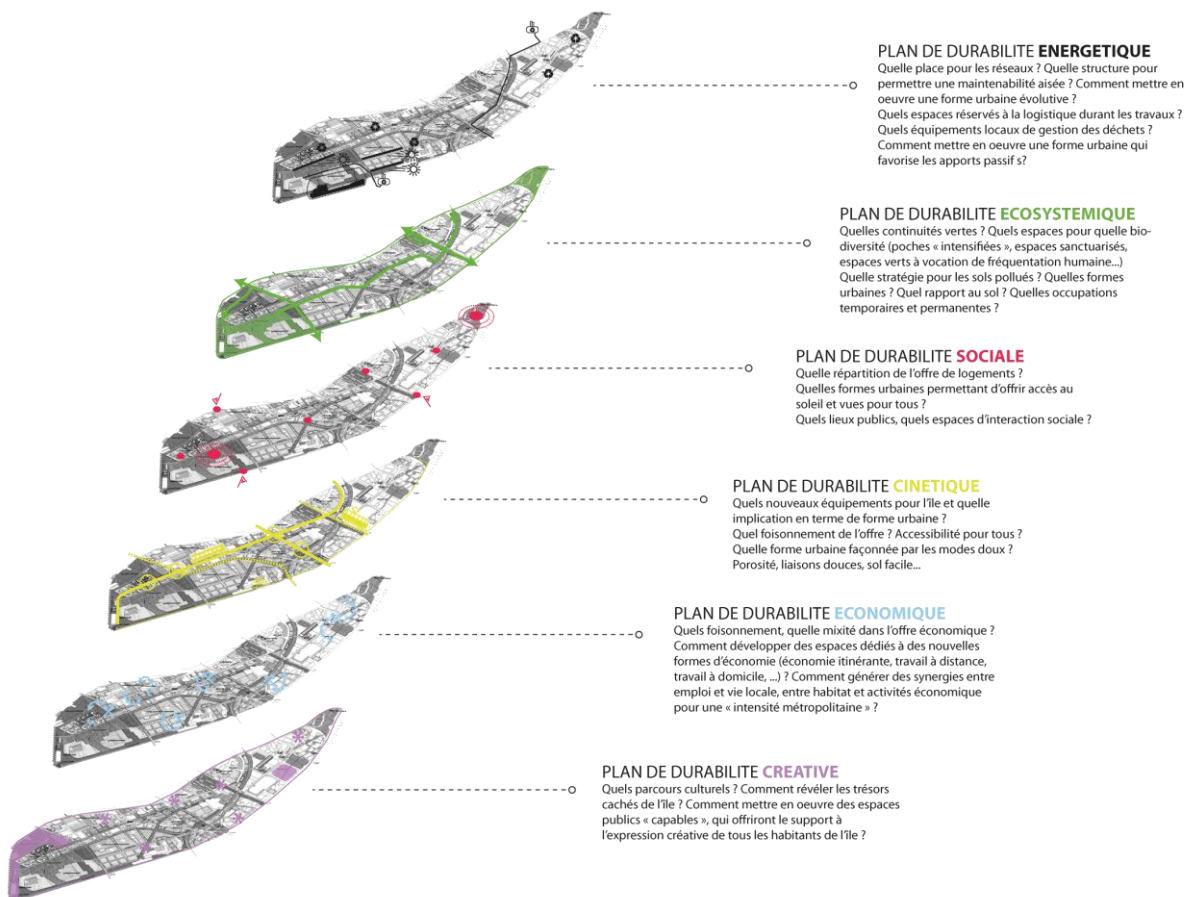 PLAN DE DURABILITE ENERGETIQUE
Quelle place pour les réseaux ? Quelle structure pour
permettre une maintenabilité aisée ? Comment mettre en
oeuvre une forme urbaine évolutive ?
Quels espaces réservés à la logistique durant les travaux ?
Quels équipements locaux de gestion des déchets ?
Comment mettre en oeuvre une forme urbaine qui
favorise les apports passif s?
PLAN DE DURABILITE ECOSYSTEMIQUE
Quelles continuités vertes ? Quels espaces pour quelle bio-
diversité (poches « intensifiées », espaces sanctuarisés,
espaces verts à vocation de fréquentation humaine...)
Quelle stratégie pour les sols pollués ? Quelles formes
urbaines ? Quel rapport au sol ? Quelles occupations
temporaires et permanentes ?
PLAN DE DURABILITE SOCIALE
Quelle répartition de l'offre de logements ?
Quelles formes urbaines permettant d'offrir accès au
soleil et vues pour tous ?
Quels lieux publics, quels espaces d'interaction sociale ?
PLAN DE DURABILITE CINETIQUE
Quels nouveaux équipements pour l'île et quelle
implication en terme de forme urbaine ?
Quel foisonnement de l'offre ? Accessibilité pour tous ?
Quelle forme urbaine façonnée par les modes doux ?
Porosité, liaisons douces, sol facile...
PLAN DE DURABILITE ECONOMIQUE
Quels foisonnement, quelle mixité dans l'offre économique ?
Comment développer des espaces dédiés à des nouvelles
formes d'économie (économie itinérante, travail à distance,
travail à domicile, ...) ? Comment générer des synergies entre
emploi et vie locale, entre habitat et activités économique
pour une « intensité métropolitaine » ?
PLAN DE DURABILITE CREATIVE
Quels parcours culturels ? Comment révéler les trésors
cachés de l'île ? Comment mettre en oeuvre des espaces
publics « capables », qui offriront le support à
l'expression créative de tous les habitants de l'île ?